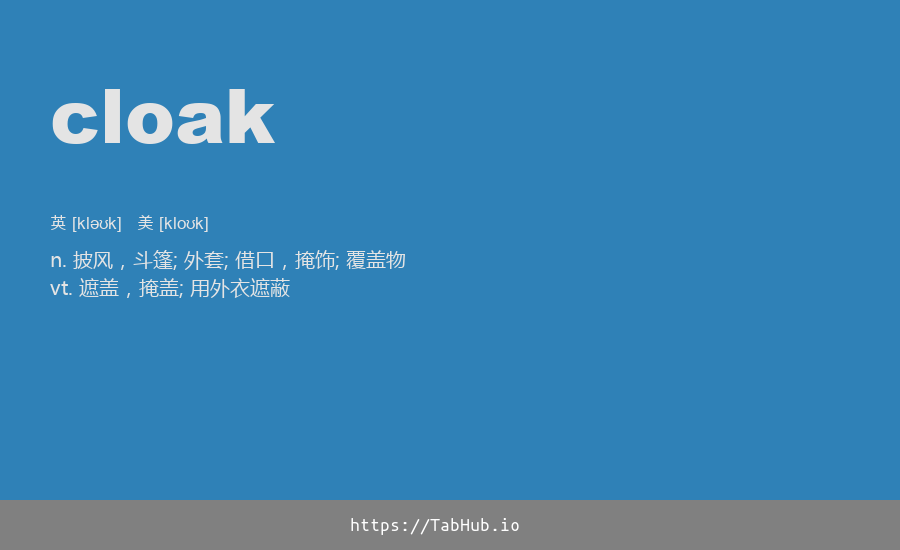 cloak
英 [kləʊk] 美 [kloʊk]
n. 披风，斗篷; 外套; 借口，掩饰; 覆盖物
vt. 遮盖，掩盖; 用外衣遮蔽
https://TabHub.io